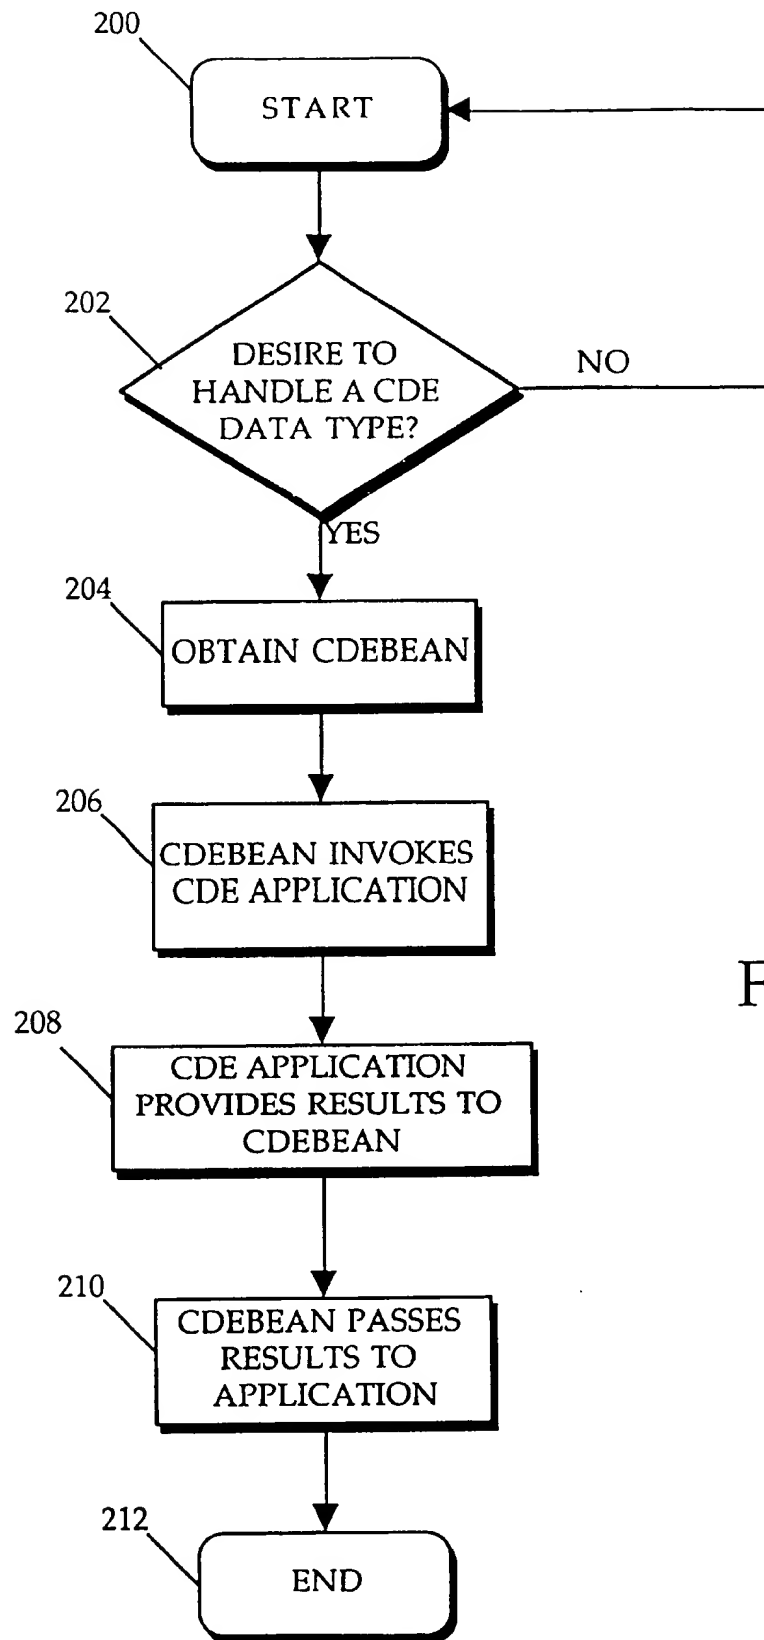 200
START
202
DESIRE TO
HANDLE A CDE
DATA TYPE?
NO
YES
204
OBTAIN CDEBEAN
206
CDEBEAN INVOKES
CDE APPLICATION
F
208
CDE APPLICATION
PROVIDES RESULTS TO
CDEBEAN
210
CDEBEAN PASSES
RESULTS TO
APPLICATION
212
END